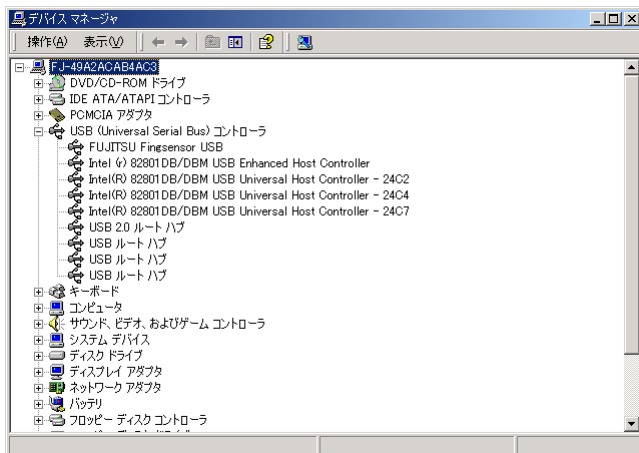 デバイス マネージャ
操作(A) 表示(V)
FJ-49A2ACAB4AC3
DVD/CD-ROM ドライブ
IDE ATA/ATAPI コントローラ
PCMCIA アダプタ
USB (Universal Serial Bus) コントローラ
FUJITSU Fingsensor USB
Intel (r) 82801DB/DBM USB Enhanced Host Controller
Intel(R) 82801DB/DBM USB Universal Host Controller - 24C2
Intel(R) 82801DB/DBM USB Universal Host Controller - 24C4
Intel(R) 82801DB/DBM USB Universal Host Controller - 24C7
USB 2.0 ルート ハブ
USB ルート ハブ
USB ルート ハブ
USB ルート ハブ
キーボード
コンピュータ
サウンド、ビデオ、およびゲーム コントローラ
システム デバイス
ディスク ドライブ
ディスプレイ アダプタ
ネットワーク アダプタ
バッテリ
フロッピー ディスク コントローラ